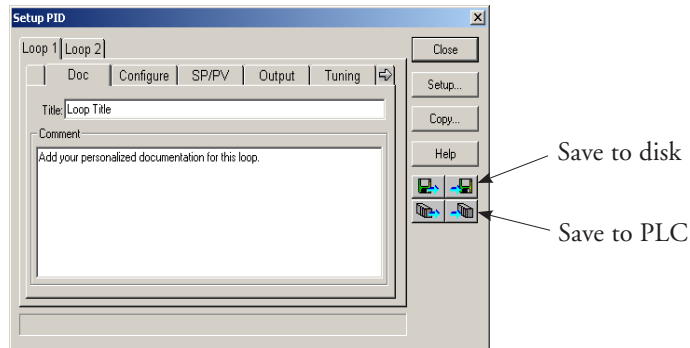 Setup PID
Loop 1 Loop 2
Close
Doc Configure SP/PV Output Tuning
Setup...
Title: Loop Title
Copy...
Comment
Add your personalized documentation for this loop.
Help
Save to disk
Save to PLC